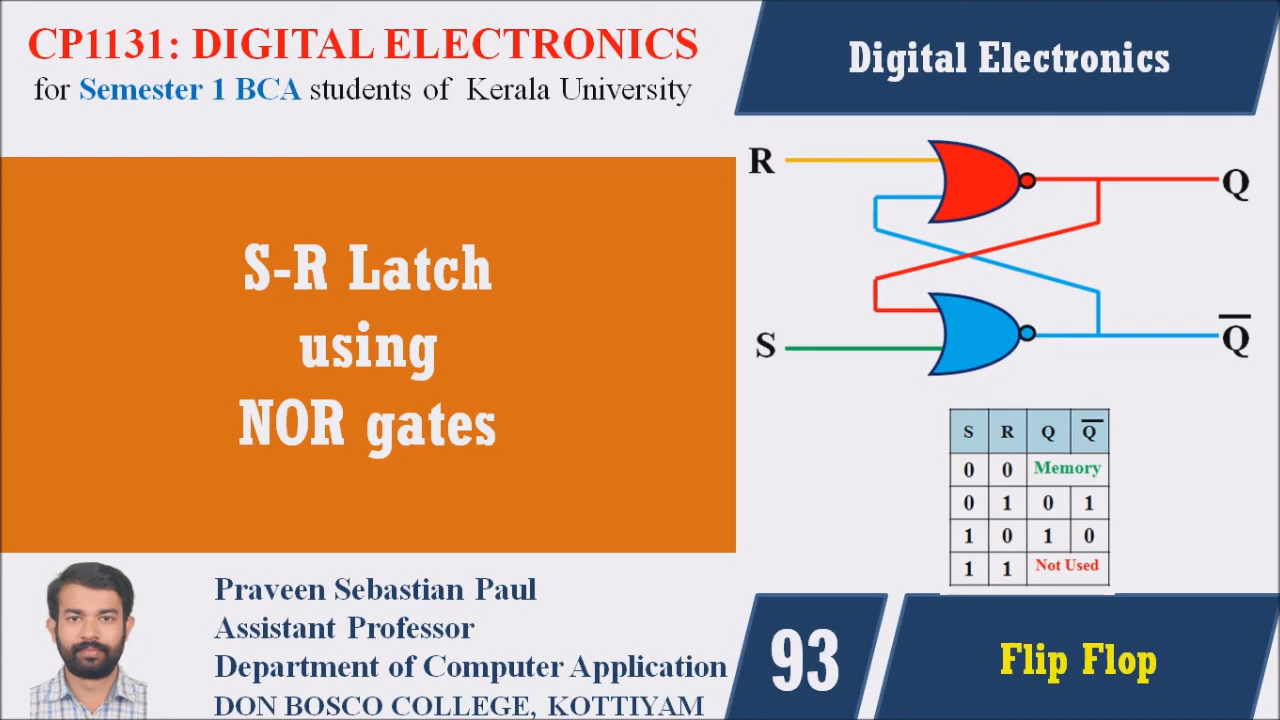 CP1131: DIGITAL ELECTRONICS
for Semester 1 BCA students of Kerala University
Digital Electronics
S-R Latch
using
NOR gates
R
Q
S
Q̅
S R Q Q̅
0 0 Memory
0 1 0 1
1 0 1 0
1 1 Not Used
Praveen Sebastian Paul
Assistant Professor
Department of Computer Application
DON BOSCO COLLEGE, KOTTIYAM
93
Flip Flop